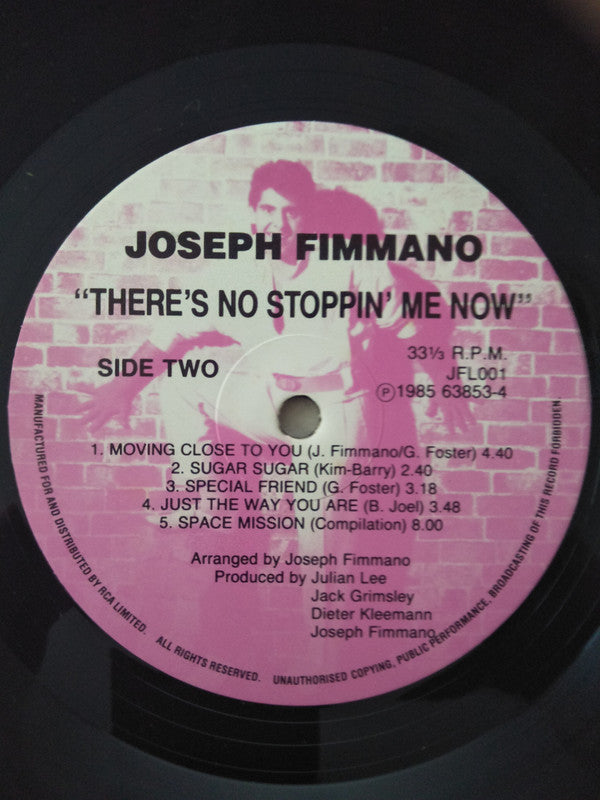 JOSEPH FIMMANO
“THERE'S NO STOPPIN' ME NOW”
SIDE TWO
33⅓ R.P.M.
JFL001
Ⓟ1985 63853-4
1. MOVING CLOSE TO YOU (J. Fimmano/G. Foster) 4.40
2. SUGAR SUGAR (Kim-Barry) 2.40
3. SPECIAL FRIEND (G. Foster) 3.18
4. JUST THE WAY YOU ARE (B. Joel) 3.48
5. SPACE MISSION (Compilation) 8.00
Arranged by Joseph Fimmano
Produced by Julian Lee
Jack Grimsley
Dieter Kleemann
Joseph Fimmano
MANUFACTURED FOR AND DISTRIBUTED BY RCA LIMITED. ALL RIGHTS RESERVED. UNAUTHORISED COPYING, PUBLIC PERFORMANCE, BROADCASTING OF THIS RECORD FORBIDDEN.